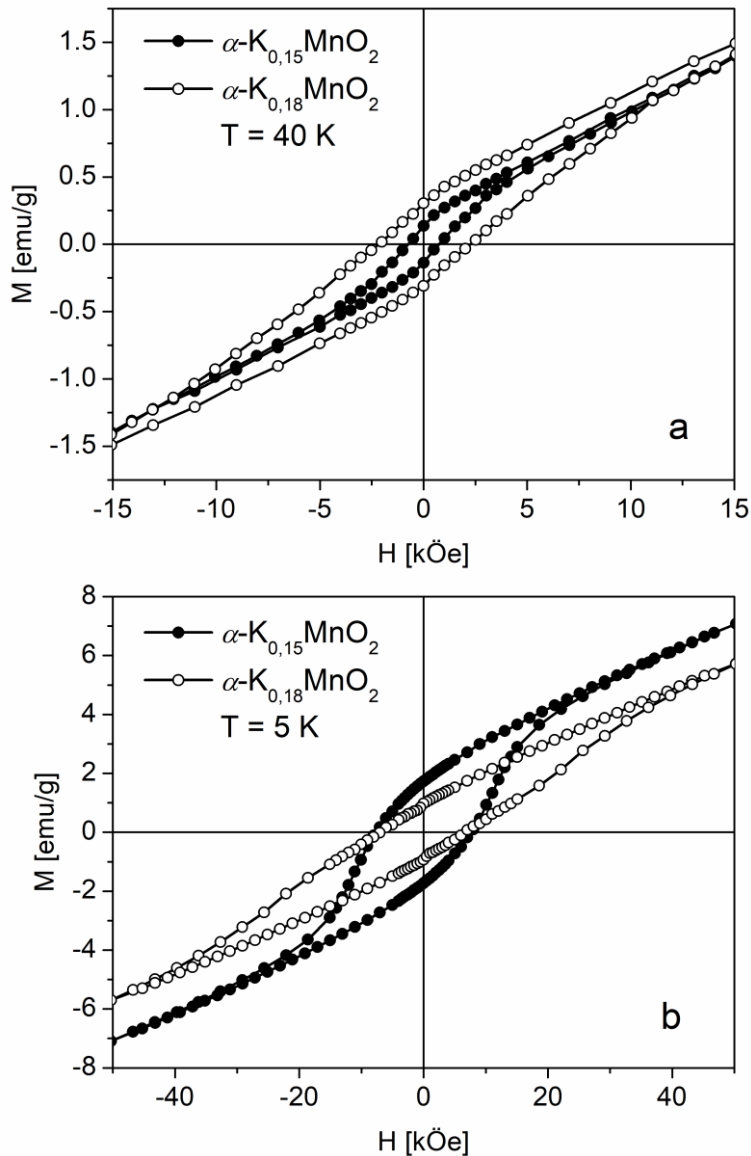 α-K0,15MnO2
α-K0,18MnO2
T = 40 K
1.5
1.0
0.5
0.0
-0.5
-1.0
-1.5
M [emu/g]
a
-15 -10 -5 0 5 10 15
H [kÖe]
α-K0,15MnO2
α-K0,18MnO2
T = 5 K
8
6
4
2
0
-2
-4
-6
-8
M [emu/g]
b
-40 -20 0 20 40
H [kÖe]